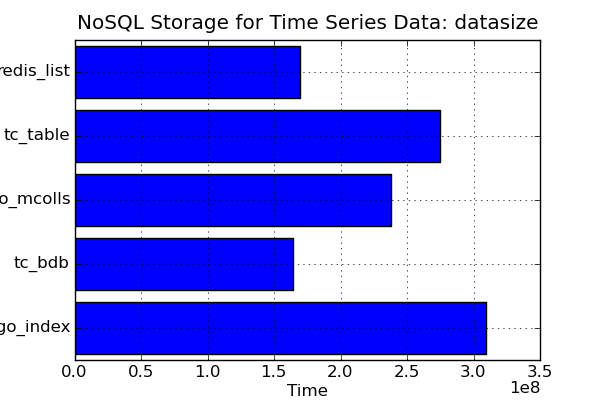 NoSQL Storage for Time Series Data: datasize
redis_list
tc_table
o_mcolls
tc_bdb
go_index
0.0 0.5 1.0 1.5 2.0 2.5 3.0 3.5
1e8
Time